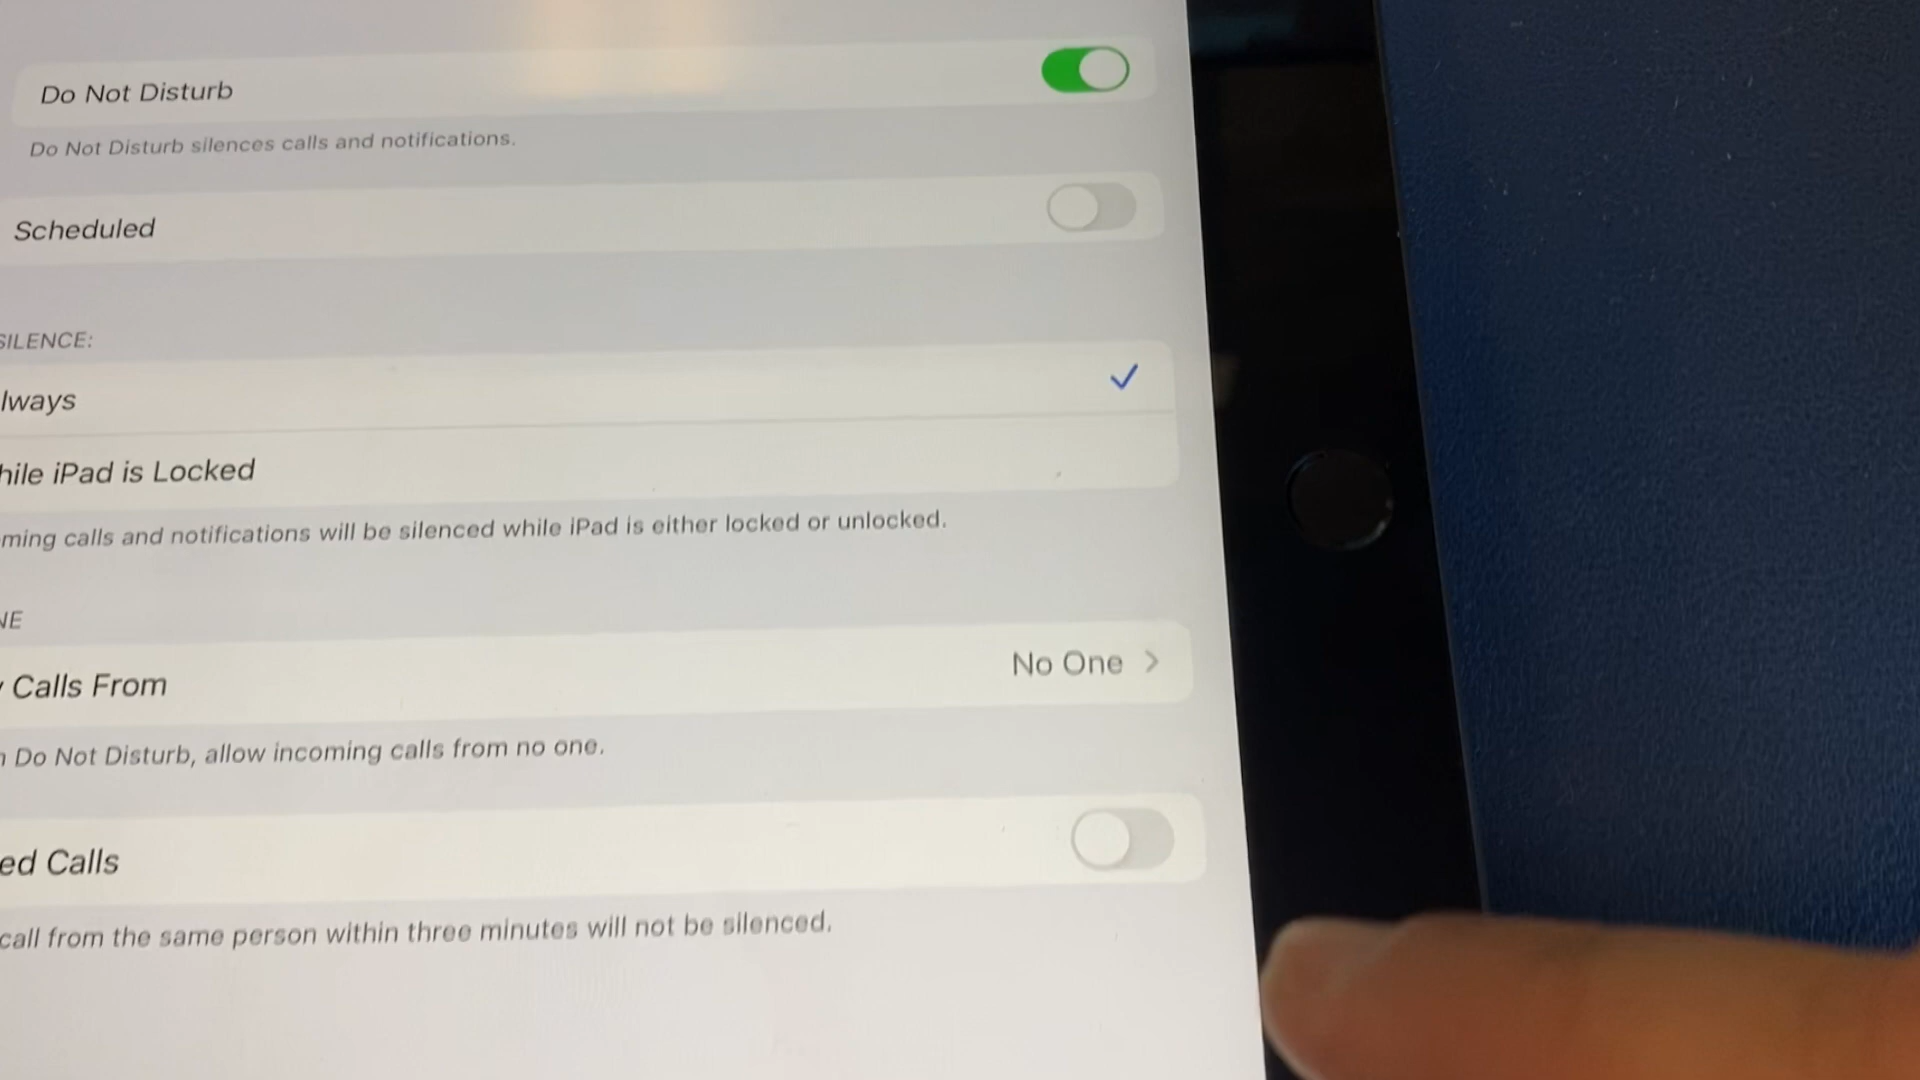 Do Not Disturb
Do Not Disturb silences calls and notifications.
Scheduled
SILENCE:
lways
hile iPad is Locked
ming calls and notifications will be silenced while iPad is either locked or unlocked.
NE
Calls From No One
Do Not Disturb, allow incoming calls from no one.
ed Calls
call from the same person within three minutes will not be silenced.